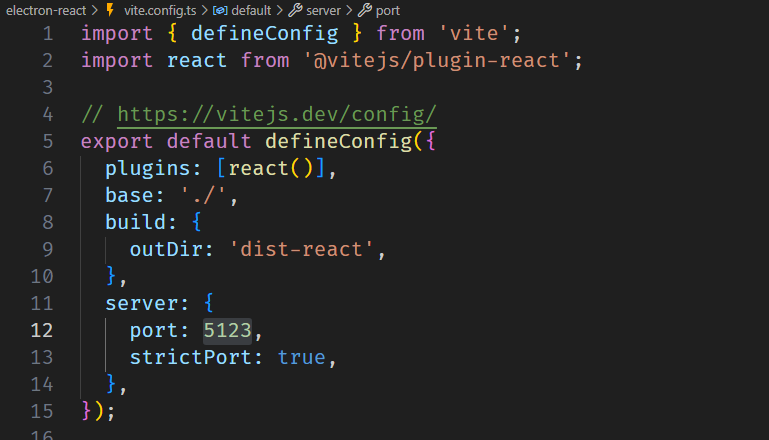 electron-react > vite.config.ts > default > server > port
1 import { defineConfig } from 'vite';
2 import react from '@vitejs/plugin-react';
3
4 // https://vitejs.dev/config/
5 export default defineConfig({
6   plugins: [react()],
7   base: './',
8   build: {
9     outDir: 'dist-react',
10   },
11   server: {
12     port: 5123,
13     strictPort: true,
14   },
15 });